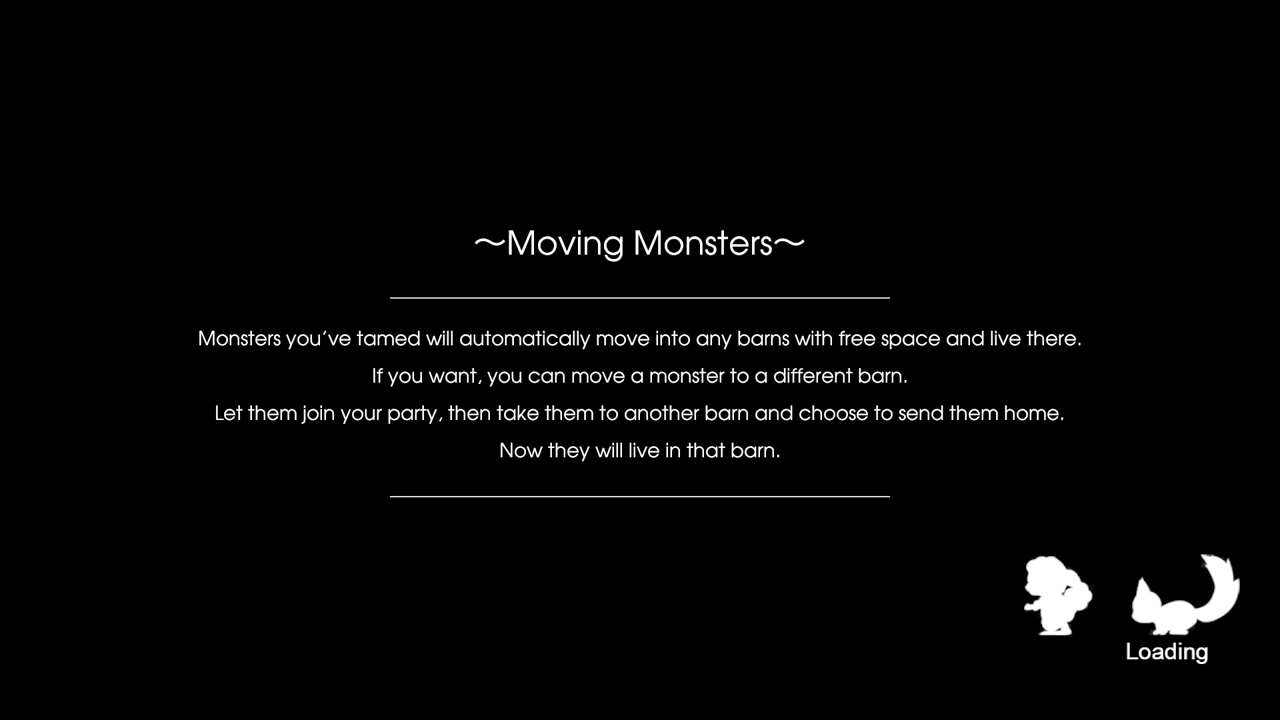 ～Moving Monsters～
Monsters you’ve tamed will automatically move into any barns with free space and live there.
If you want, you can move a monster to a different barn.
Let them join your party, then take them to another barn and choose to send them home.
Now they will live in that barn.
Loading